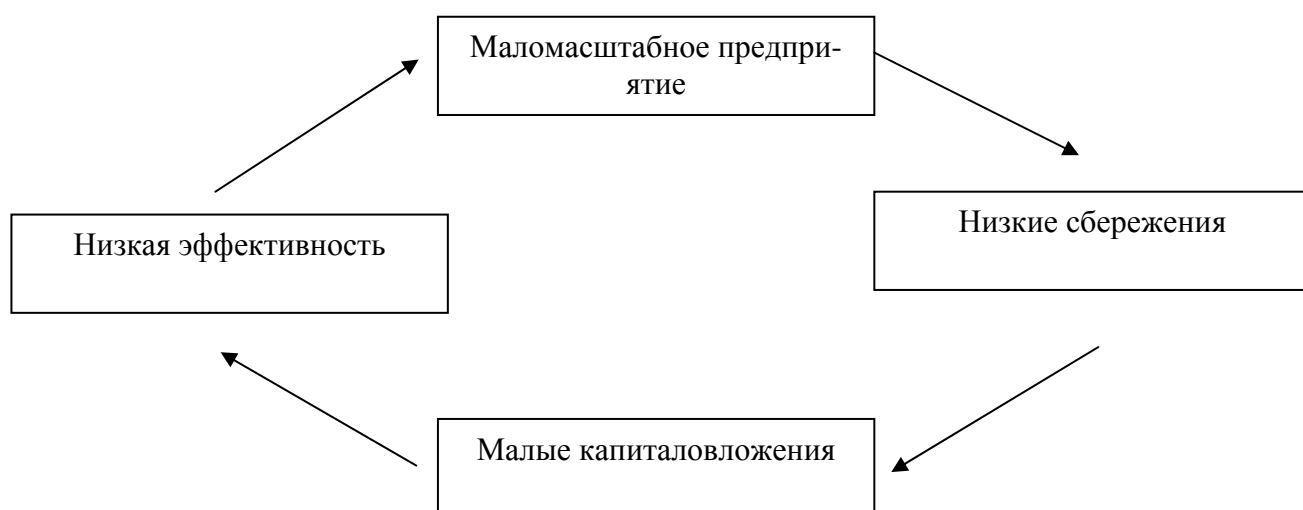 Маломасштабное предпри-
ятие
Низкие сбережения
Низкая эффективность
Малые капиталовложения